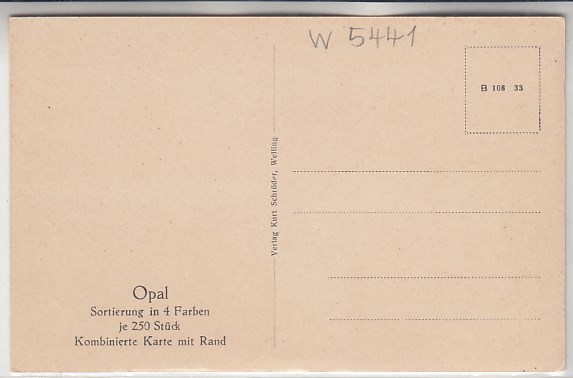 W 5441
B 108 33
Verlag Kurt Schröder, Welling
Opal
Sortierung in 4 Farben
je 250 Stück
Kombinierte Karte mit Rand